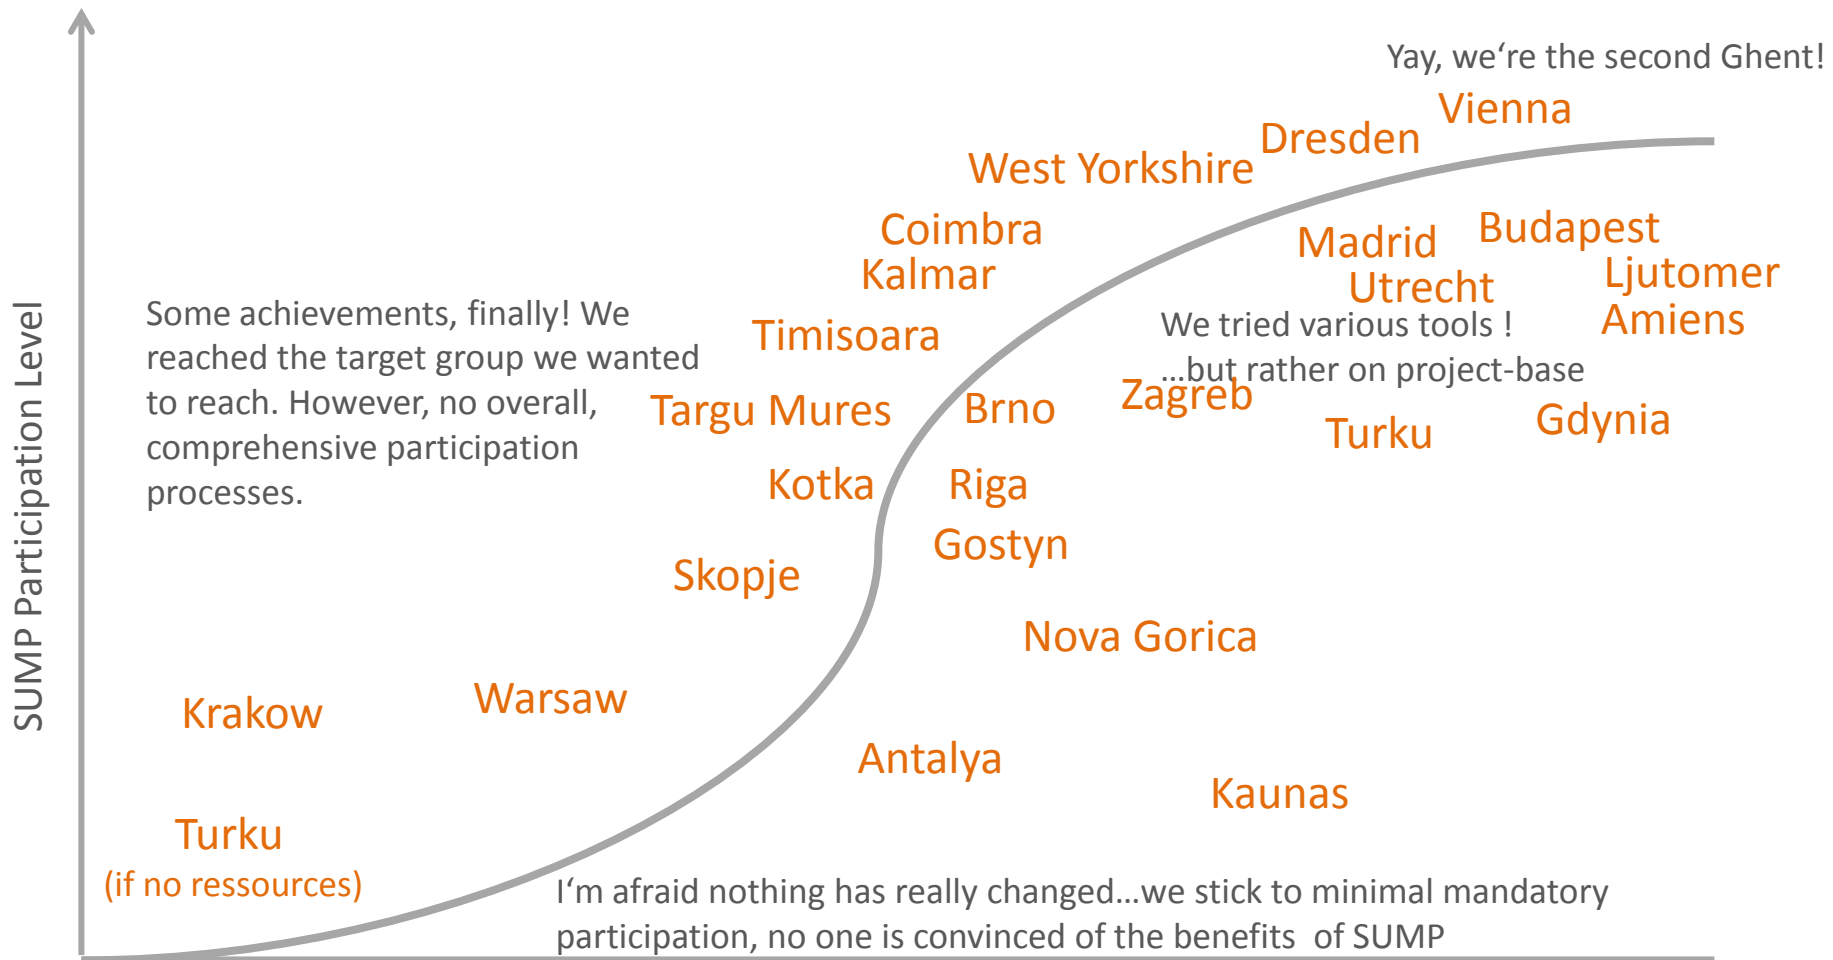 Yay, we‘re the second Ghent!
Vienna
Dresden
West Yorkshire
Coimbra
Madrid
Budapest
Kalmar
Utrecht
Ljutomer
SUMP Participation Level
Some achievements, finally! We
reached the target group we wanted
to reach. However, no overall,
comprehensive participation
processes.
Timisoara
We tried various tools !
...but rather on project-base
Amiens
Targu Mures
Brno
Zagreb
Turku
Gdynia
Kotka
Riga
Gostyn
Skopje
Nova Gorica
Krakow
Warsaw
Antalya
Kaunas
Turku
(if no ressources)
I‘m afraid nothing has really changed...we stick to minimal mandatory
participation, no one is convinced of the benefits  of SUMP